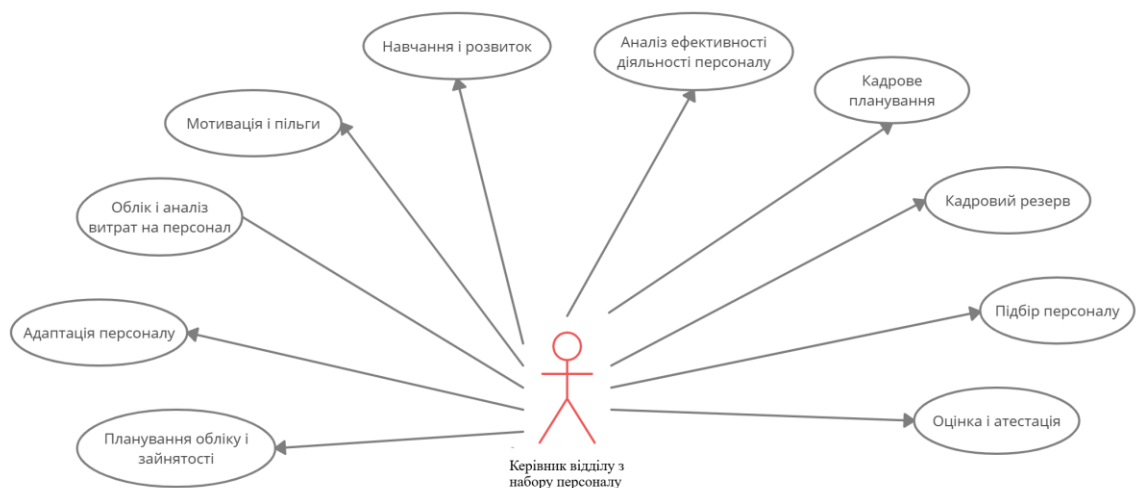 Навчання і розвиток
Аналіз ефективності
діяльності персоналу
Кадрове
планування
Мотивація і пільги
Облік і аналіз
витрат на персонал
Кадровий резерв
Адаптація персоналу
Підбір персоналу
Планування обліку і
зайнятості
Оцінка і атестація
Керівник відділу з
набору персоналу